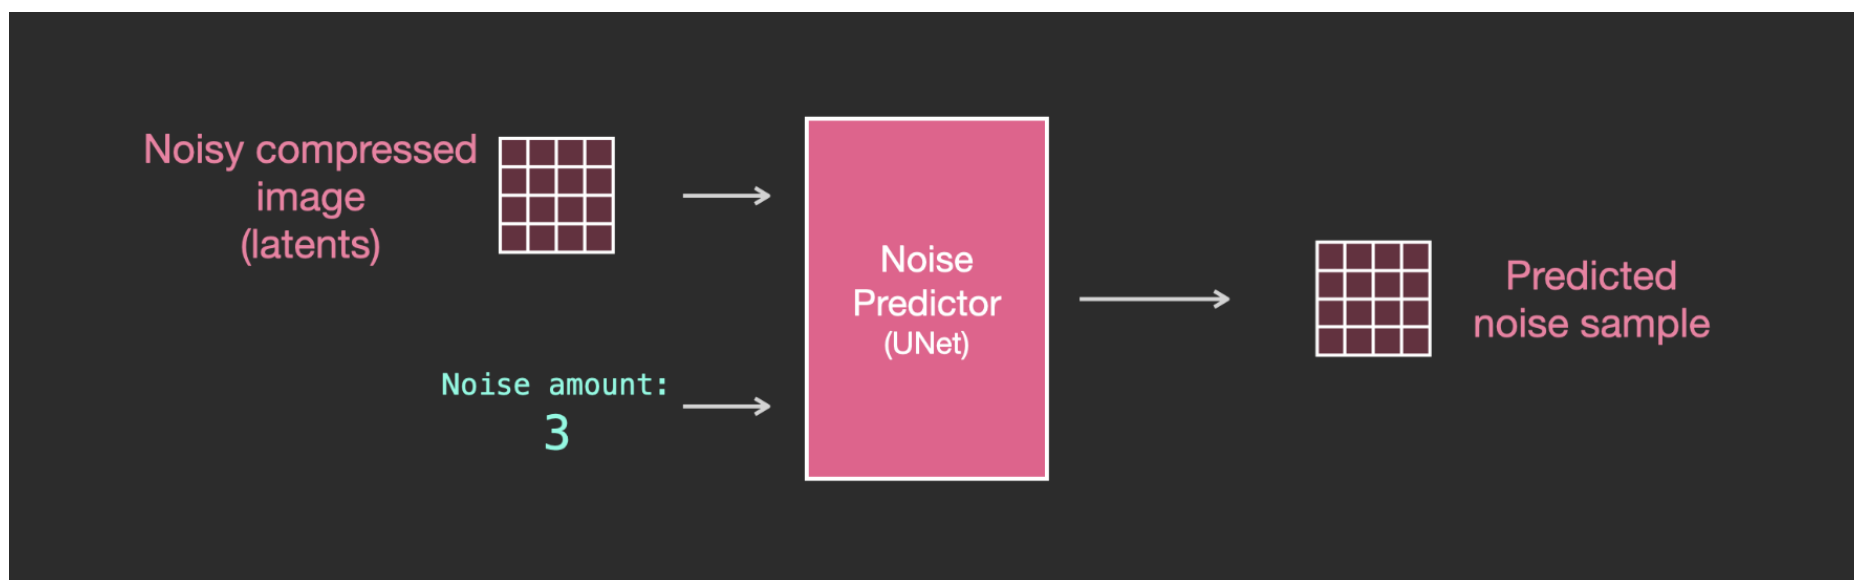 Noisy compressed
image
(latents)
Noise amount:
3
Noise
Predictor
(UNet)
Predicted
noise sample